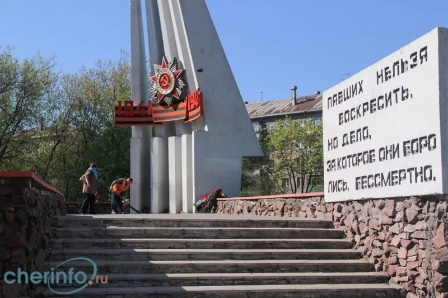 ПАВШИХ НЕЛЬЗЯ
ВОСКРЕСИТЬ,
НО ДЕЛО,
ЗА КОТОРОЕ ОНИ БОРО
ЛИСЬ, БЕССМЕРТНО.
cherinfo.ru